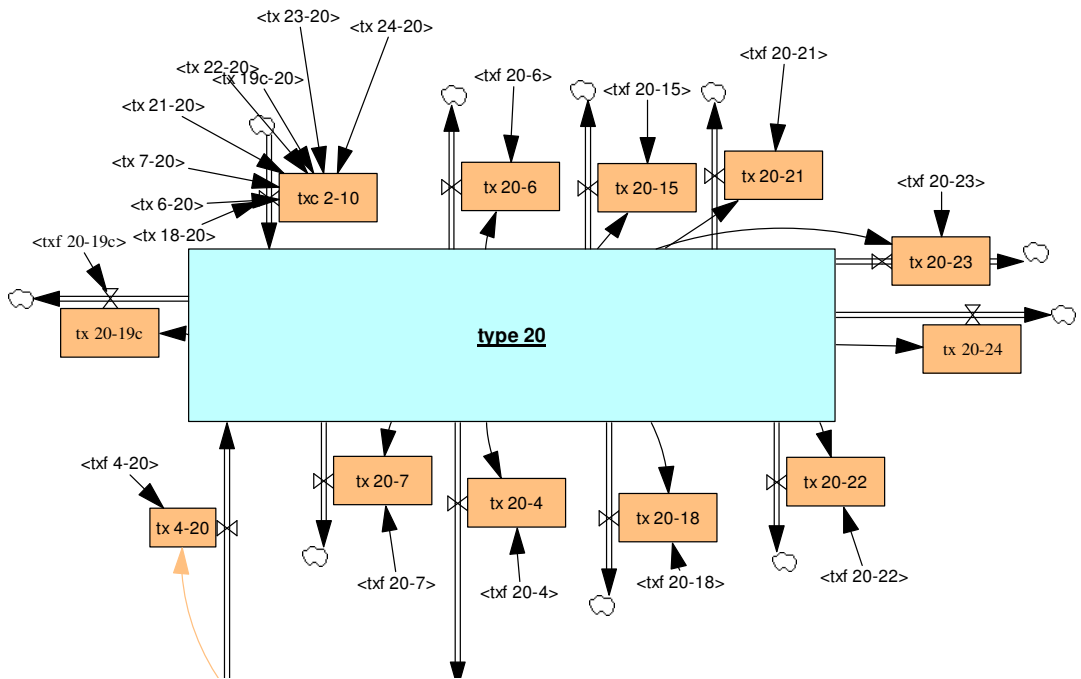 <tx 23-20>
<tx 24-20>
<tx 22-20>
<tx 19c-20>
<tx 21-20>
<tx 7-20>
<tx 6-20>
<tx 18-20>
txc 2-10
<txf 20-6>
tx 20-6
<txf 20-15>
tx 20-15
<txf 20-21>
tx 20-21
<txf 20-23>
tx 20-23
<txf 20-19c>
tx 20-19c
type 20
tx 20-24
<txf 4-20>
tx 4-20
tx 20-7
<txf 20-7>
tx 20-4
<txf 20-4>
tx 20-18
<txf 20-18>
tx 20-22
<txf 20-22>